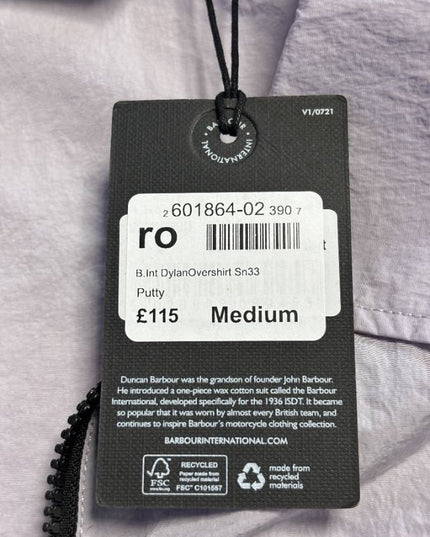 V1/0721
BARBOUR INTERNATIONAL
2 601864-02 390 7
ro
t
B.Int DylanOvershirt Sn33
Putty
£115 Medium
Duncan Barbour was the grandson of founder John Barbour.
He introduced a one-piece wax cotton suit called the Barbour
International, developed specifically for the 1936 ISDT. It became
so popular that it was worn by almost every British team, and
continues to inspire Barbour's motorcycle clothing collection.
BARBOURINTERNATIONAL.COM
FSC
www.fsc.org
RECYCLED
Paper made from
recycled material
FSC® C101557
made from
recycled
materials